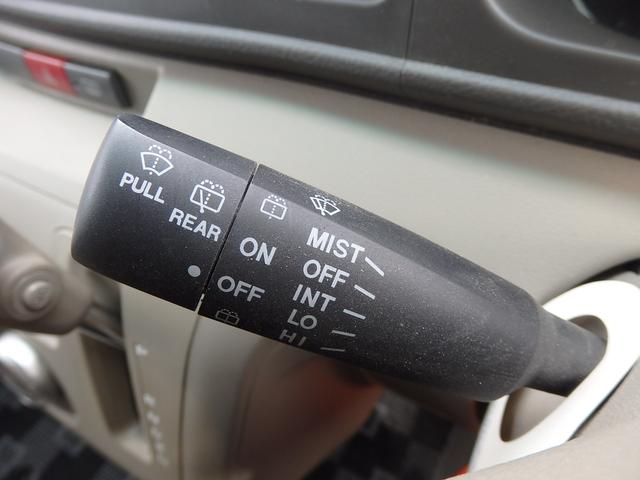 PULL
REAR
ON
OFF
MIST
OFF
INT
LO
HI